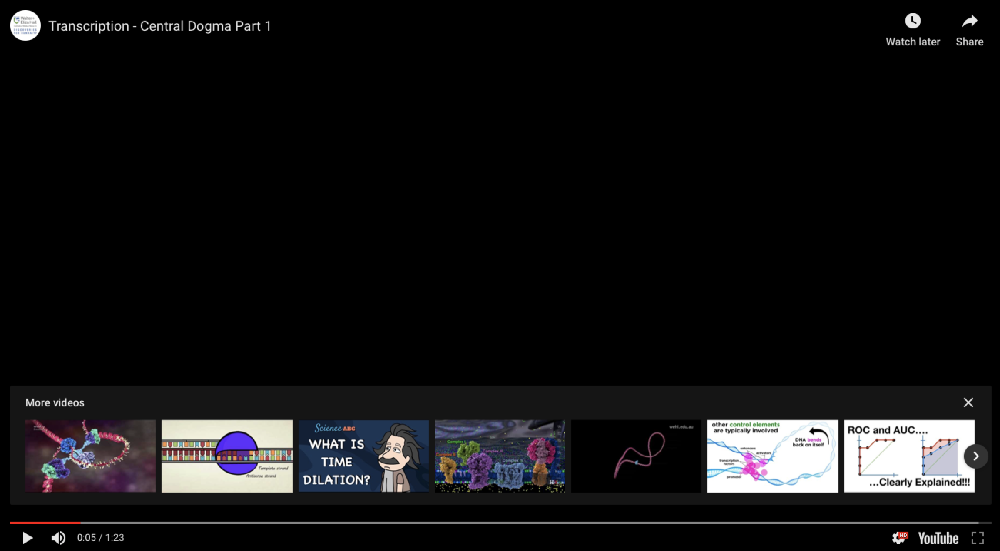 Walter+
Eliza Hall
DISCOVERIES
FOR HUMANITY
Transcription - Central Dogma Part 1
Watch later
Share
More videos
Template strand
Antisense strand
Science ABC
WHAT IS
TIME
DILATION?
Complex I
Complex II
Complex III
Complex IV
wehi.edu.au
other control elements
are typically involved
DNA bends
back on itself
enhancers
activators
transcription
factors
promoter
ROC and AUC....
...Clearly Explained!!!
0:05 / 1:23
HD
YouTube